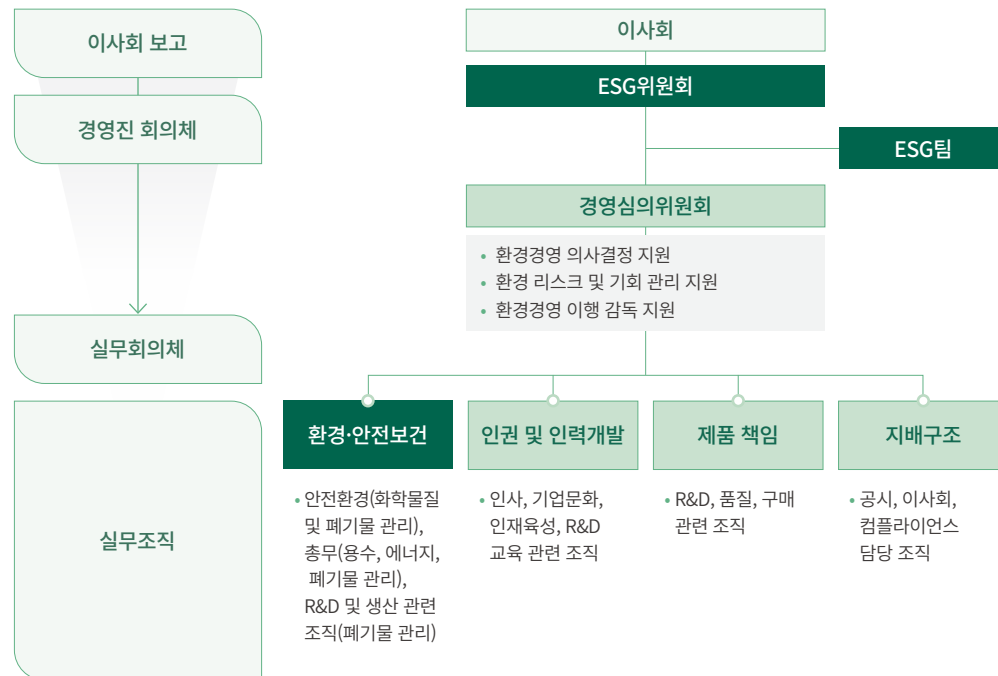 이사회 보고
경영진 회의체
실무회의체
실무조직
이사회
ESG위원회
ESG팀
경영심의위원회
• 환경경영 의사결정 지원
• 환경 리스크 및 기회 관리 지원
• 환경경영 이행 감독 지원
환경·안전보건
• 안전환경(화학물질
및 폐기물 관리),
총무(용수, 에너지,
폐기물 관리),
R&D 및 생산 관련
조직(폐기물 관리)
인권 및 인력개발
• 인사, 기업문화,
인재육성, R&D
교육 관련 조직
제품 책임
• R&D, 품질, 구매
관련 조직
지배구조
• 공시, 이사회,
컴플라이언스
담당 조직